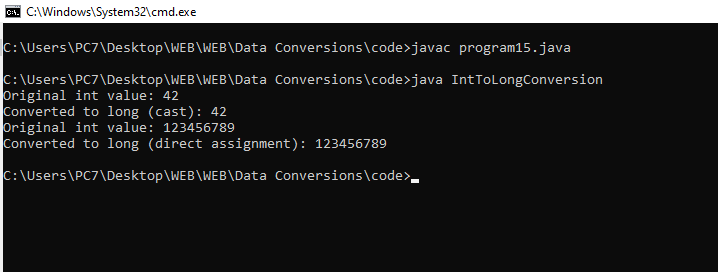 C:\Windows\System32\cmd.exe
C:\Users\PC7\Desktop\WEB\WEB\Data Conversions\code>javac program15.java
C:\Users\PC7\Desktop\WEB\WEB\Data Conversions\code>java IntToLongConversion
Original int value: 42
Converted to long (cast): 42
Original int value: 123456789
Converted to long (direct assignment): 123456789
C:\Users\PC7\Desktop\WEB\WEB\Data Conversions\code>